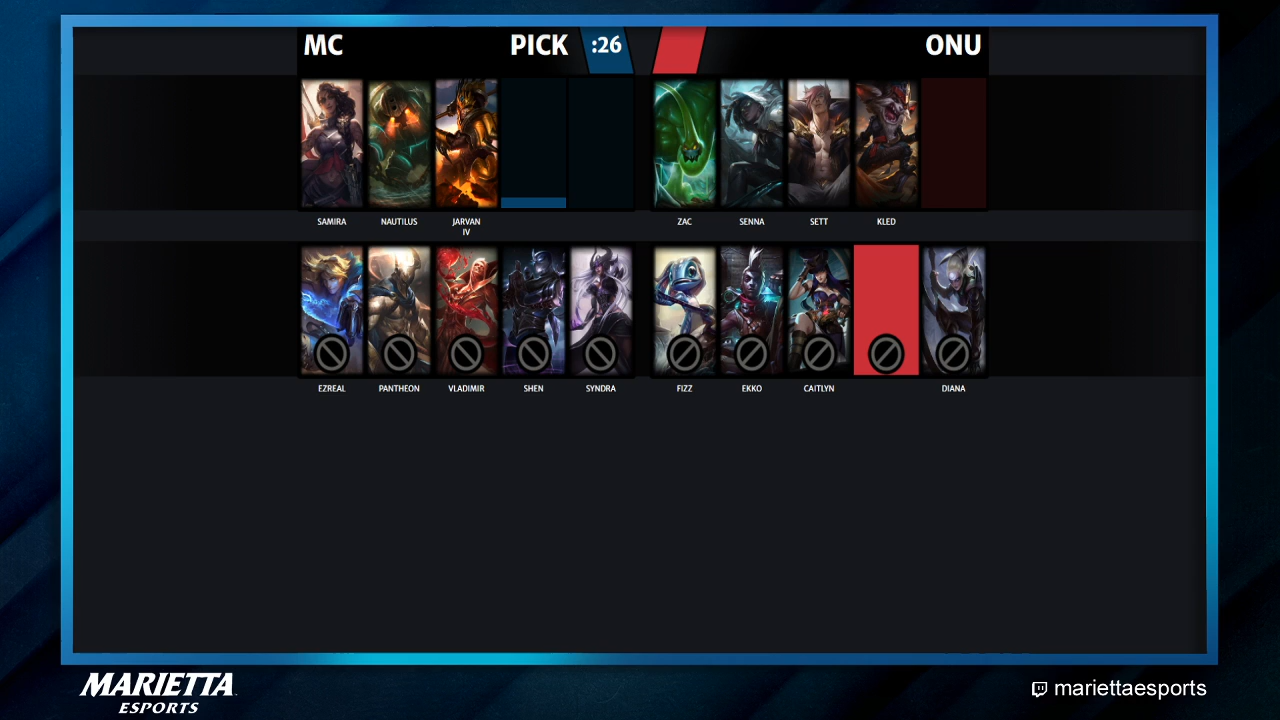 MC PICK :26 ONU
SAMIRA NAUTILUS JARVAN IV ZAC SENNA SETT KLED
EZREAL PANTHEON VLADIMIR SHEN SYNDRA FIZZ EKKO CAITLYN DIANA
MARIETTA
ESPORTS
mariettaesports